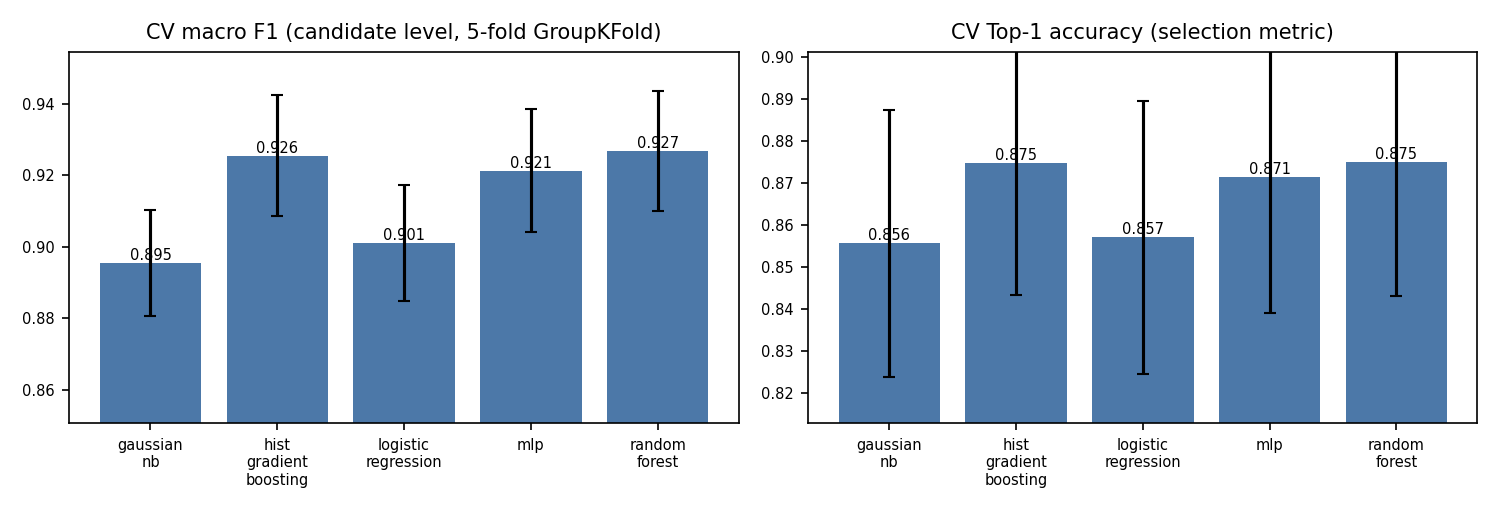 CV macro F1 (candidate level, 5-fold GroupKFold)
0.94
0.92
0.90
0.88
0.86
0.895
0.926
0.901
0.921
0.927
gaussian
nb
hist
gradient
boosting
logistic
regression
mlp
random
forest
CV Top-1 accuracy (selection metric)
0.90
0.89
0.88
0.87
0.86
0.85
0.84
0.83
0.82
0.856
0.875
0.857
0.871
0.875
gaussian
nb
hist
gradient
boosting
logistic
regression
mlp
random
forest